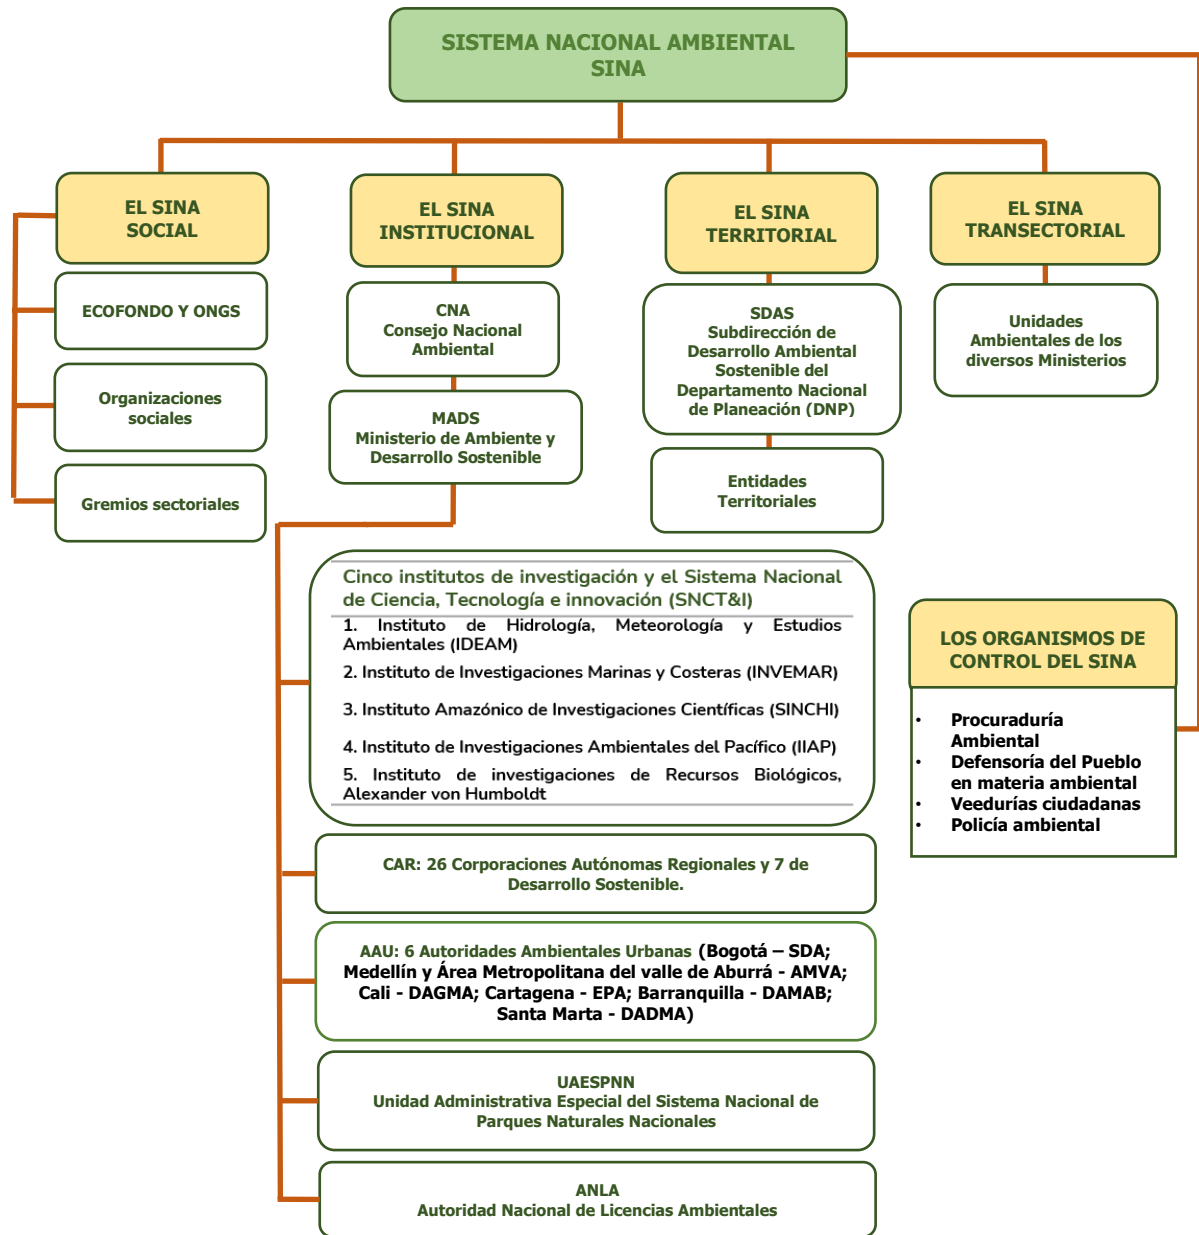 SISTEMA NACIONAL AMBIENTAL
SINA
EL SINA
SOCIAL
ECOFONDO Y ONGS
Organizaciones
sociales
Gremios sectoriales
EL SINA
INSTITUCIONAL
CNA
Consejo Nacional
Ambiental
MADS
Ministerio de Ambiente y
Desarrollo Sostenible
Cinco institutos de investigación y el Sistema Nacional
de Ciencia, Tecnología e innovación (SNCT&I)
1. Instituto de Hidrología, Meteorología y Estudios
Ambientales (IDEAM)
2. Instituto de Investigaciones Marinas y Costeras (INVEMAR)
3. Instituto Amazónico de Investigaciones Científicas (SINCHI)
4. Instituto de Investigaciones Ambientales del Pacífico (IIAP)
5. Instituto de investigaciones de Recursos Biológicos,
Alexander von Humboldt
CAR: 26 Corporaciones Autónomas Regionales y 7 de
Desarrollo Sostenible.
AAU: 6 Autoridades Ambientales Urbanas (Bogotá – SDA;
Medellín y Área Metropolitana del valle de Aburrá - AMVA;
Cali - DAGMA; Cartagena - EPA; Barranquilla - DAMAB;
Santa Marta - DADMA)
UAESPNN
Unidad Administrativa Especial del Sistema Nacional de
Parques Naturales Nacionales
ANLA
Autoridad Nacional de Licencias Ambientales
EL SINA
TERRITORIAL
SDAS
Subdirección de
Desarrollo Ambiental
Sostenible del
Departamento Nacional
de Planeación (DNP)
Entidades
Territoriales
EL SINA
TRANSECTORIAL
Unidades
Ambientales de los
diversos Ministerios
LOS ORGANISMOS DE
CONTROL DEL SINA
• Procuraduría
Ambiental
• Defensoría del Pueblo
en materia ambiental
• Veedurías ciudadanas
• Policía ambiental